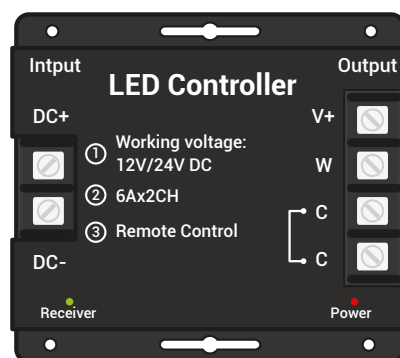 Intput
Output
LED Controller
DC+
V+
1 Working voltage:
12V/24V DC
W
2 6Ax2CH
C
3 Remote Control
C
DC-
Receiver
Power